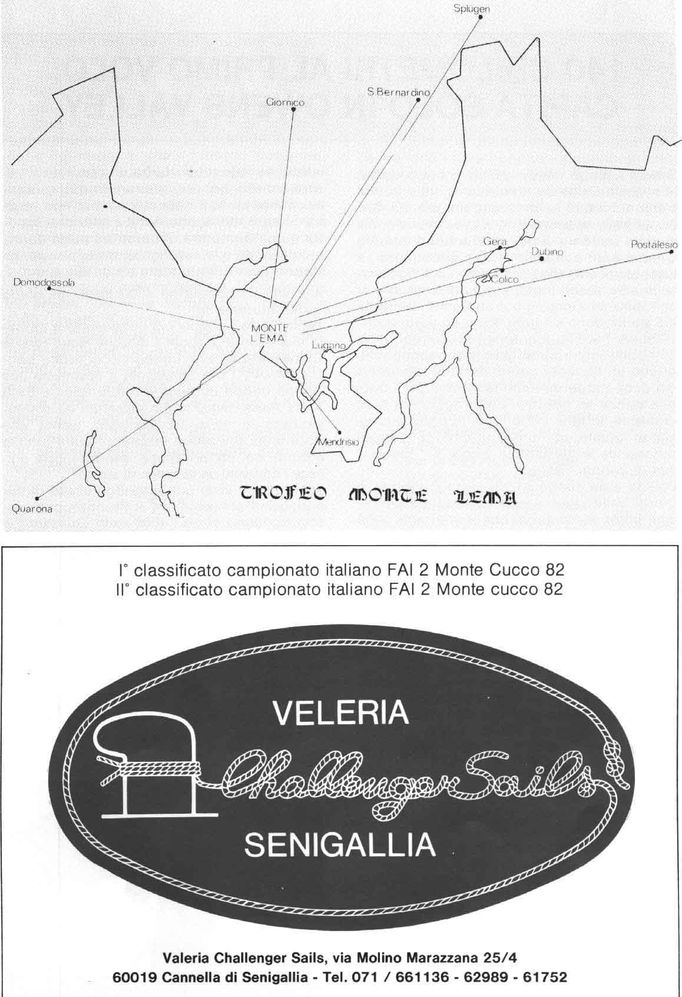 Splügen
S. Bernardino
Giornico
Gera
Dubino
Postalesio
Colico
Domodossola
MONTE
LEMA
Lugano
Mendrisio
Quarona
TROFEO MONTE LEMA
I° classificato campionato italiano FAI 2 Monte Cucco 82
II° classificato campionato italiano FAI 2 Monte cucco 82
VELERIA
Challenger Sails
SENIGALLIA
Valeria Challenger Sails, via Molino Marazzana 25/4
60019 Cannella di Senigallia - Tel. 071 / 661136 - 62989 - 61752